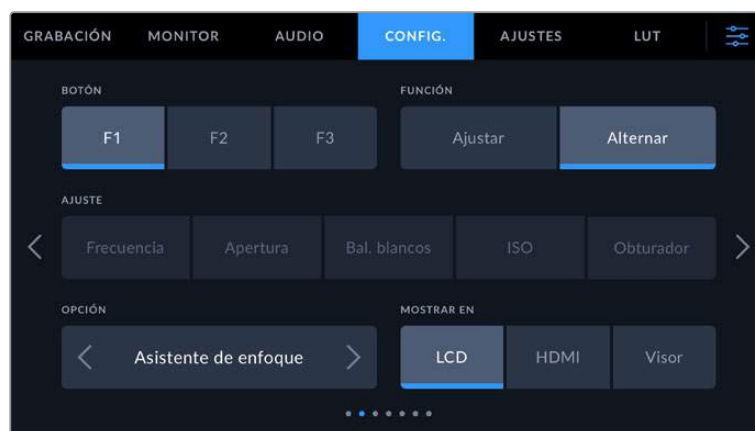 GRABACIÓN MONITOR AUDIO CONFIG. AJUSTES LUT
BOTÓN FUNCIÓN
F1 F2 F3 Ajustar Alternar
AJUSTE
Frecuencia Apertura Bal. blancos ISO Obturador
OPCIÓN MOSTRAR EN
Asistente de enfoque LCD HDMI Visor